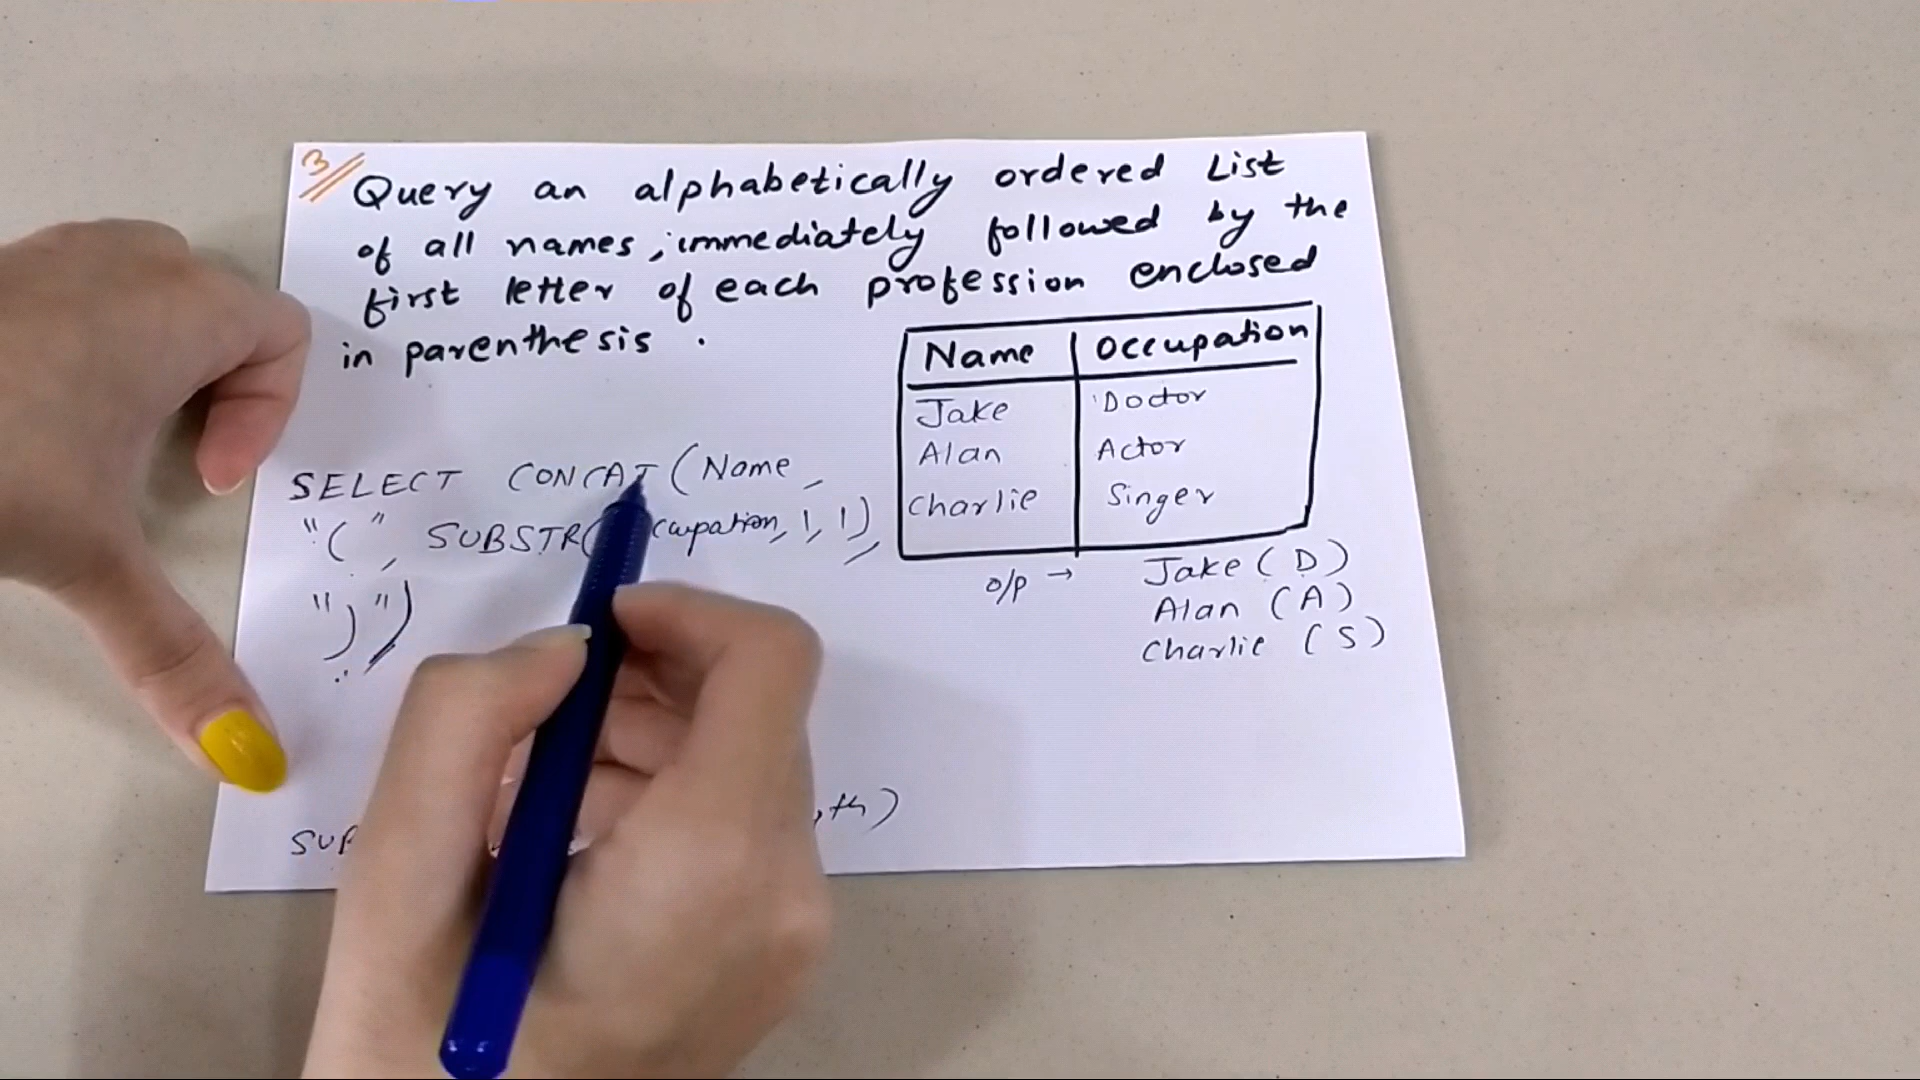 3
Query an alphabetically ordered List
of all names, immediately followed by the
first letter of each profession enclosed
in parenthesis .
Name | Occupation
Jake Doctor
Alan Actor
Charlie Singer
SELECT CONCAT (Name,
"(", SUBSTR( cupation, 1, 1),
")")
O/P → Jake (D)
Alan (A)
Charlie (S)